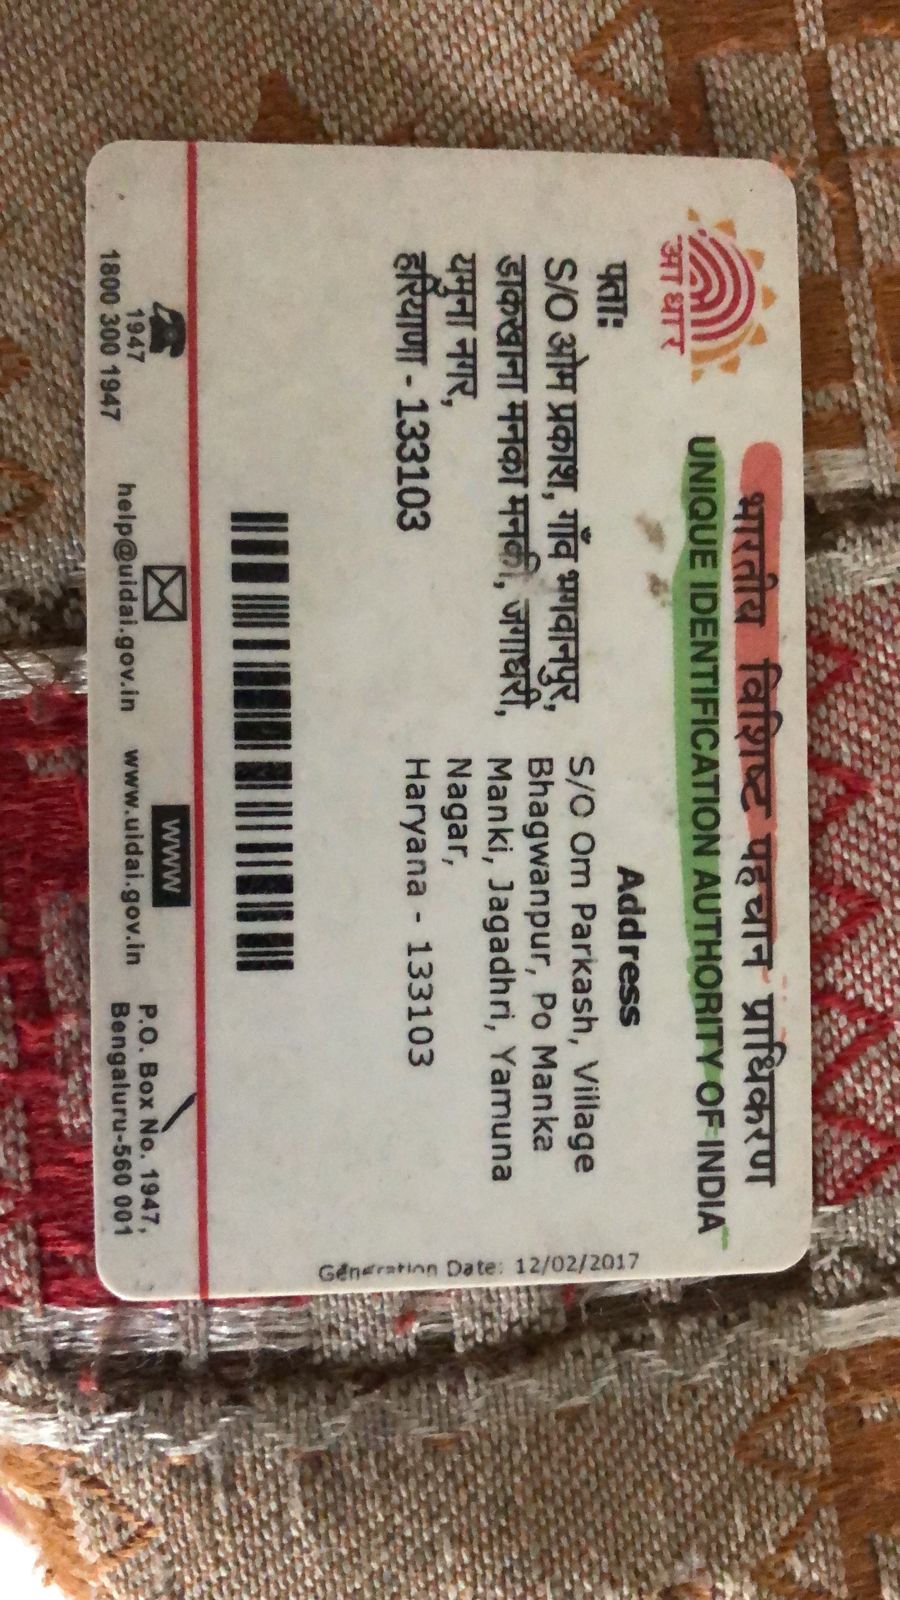 भारतीय विशिष्ट पहचान प्राधिकरण
UNIQUE IDENTIFICATION AUTHORITY OF INDIA
आधार
पता:
S/O ओम प्रकाश, गाँव भगवानपुर,
डाकखाना मनका मनकी, जगाधरी,
यमुना नगर,
हरियाणा - 133103
Address
S/O Om Parkash, Village
Bhagwanpur, Po Manka
Manki, Jagadhri, Yamuna
Nagar,
Haryana - 133103
Generation Date: 12/02/2017
1947
1800 300 1947
help@uidai.gov.in
www
www.uidai.gov.in
P.O. Box No. 1947,
Bengaluru-560 001